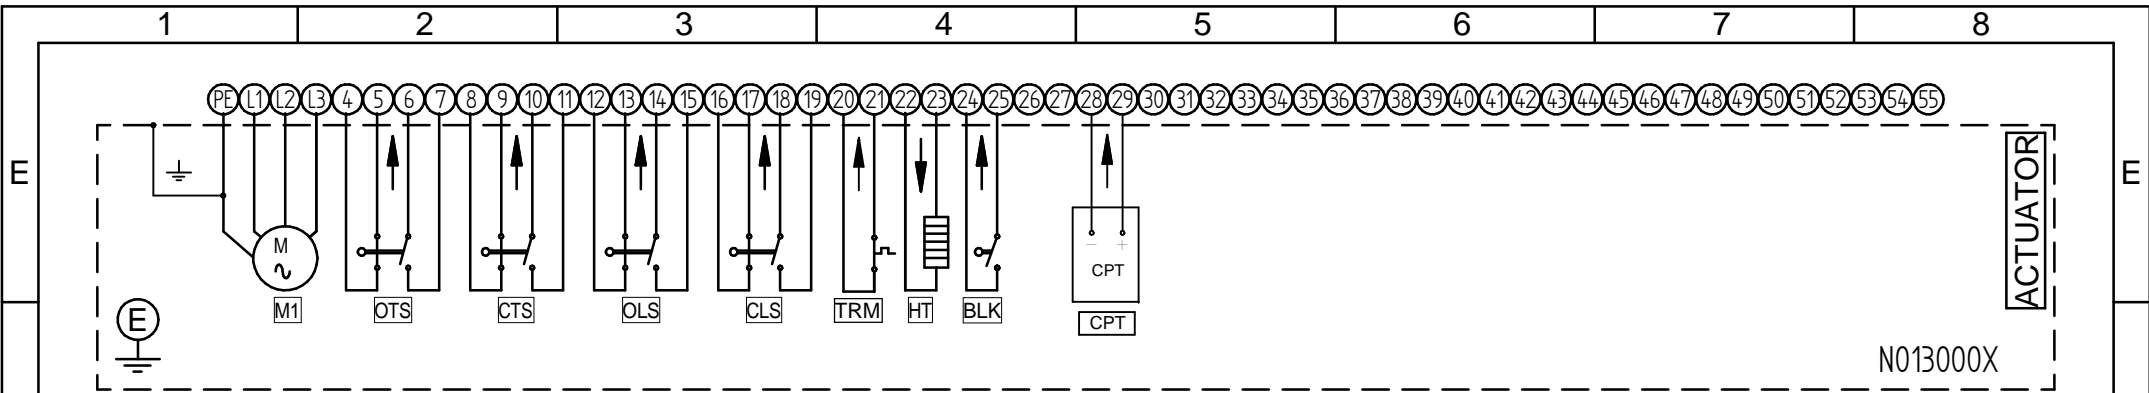 1 2 3 4 5 6 7 8
PE L1 L2 L3 4 5 6 7 8 9 10 11 12 13 14 15 16 17 18 19 20 21 22 23 24 25 26 27 28 29 30 31 32 33 34 35 36 37 38 39 40 41 42 43 44 45 46 47 48 49 50 51 52 53 54 55
E E
ACTUATOR
M
- +
CPT
M1 OTS CTS OLS CLS TRM HT BLK CPT
E
N013000X